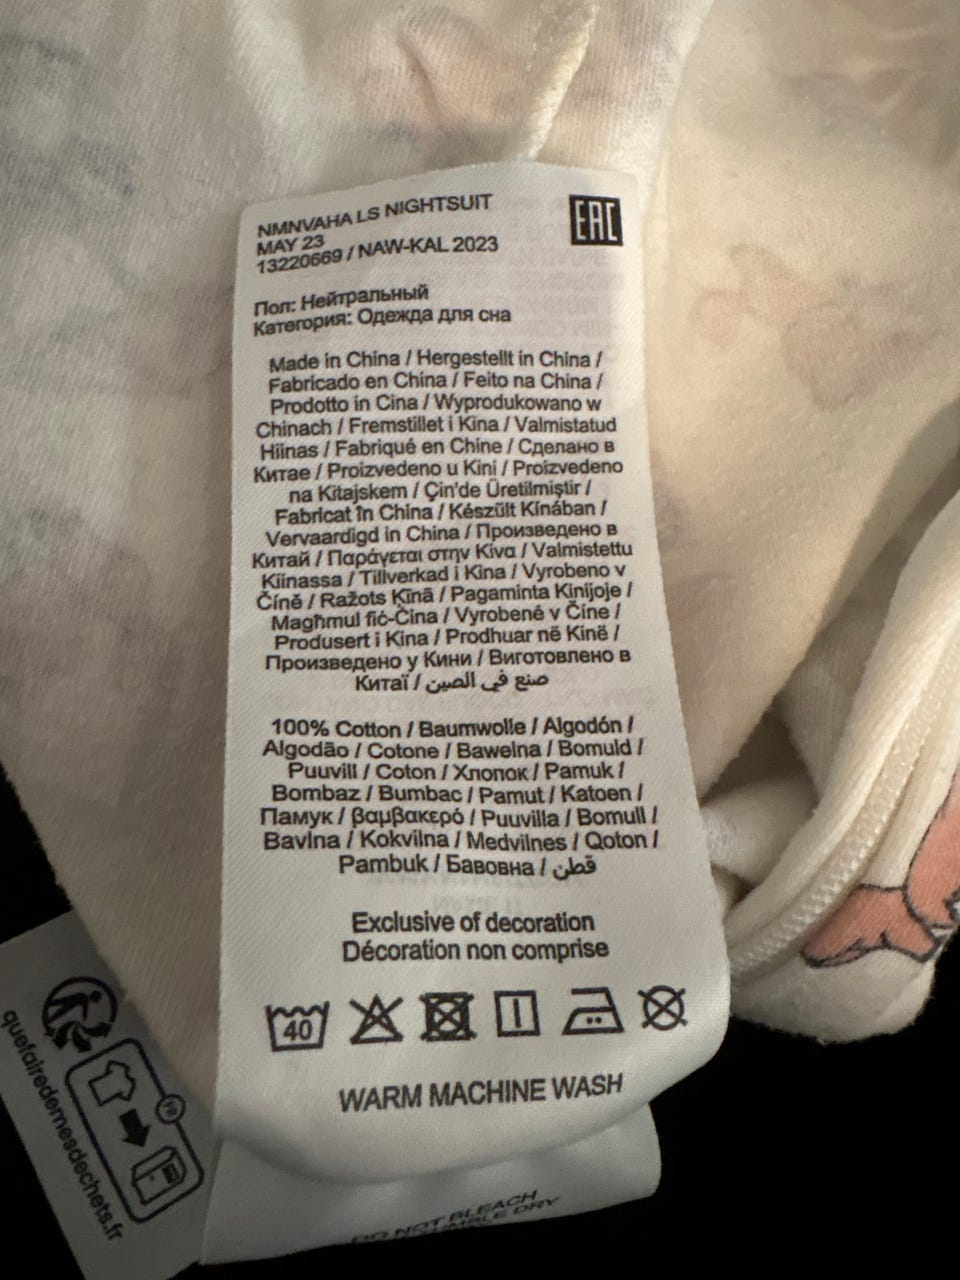 NMNVAHA LS NIGHTSUIT
MAY 23
13220669 / NAW-KAL 2023
EAC
Пол: Нейтральный
Категория: Одежда для сна
Made in China / Hergestellt in China /
Fabricado en China / Feito na China /
Prodotto in Cina / Wyprodukowano w
Chinach / Fremstillet i Kina / Valmistatud
Hiinas / Fabriqué en Chine / Сделано в
Китае / Proizvedeno u Kini / Proizvedeno
na Kitajskem / Çin'de Üretilmiştir /
Fabricat în China / Készült Kínában /
Vervaardigd in China / Произведено в
Китай / Παράγεται στην Κίνα / Valmistettu
Kiinassa / Tillverkad i Kina / Vyrobeno v
Číně / Ražots Ķīnā / Pagaminta Kinijoje /
Magħmul fiċ-Ċina / Vyrobené v Číne /
Produsert i Kina / Prodhuar në Kinë /
Произведено у Кини / Виготовлено в
Китаї / صنع في الصين
100% Cotton / Baumwolle / Algodón /
Algodão / Cotone / Bawełna / Bomuld /
Puuvill / Coton / Хлопок / Pamuk /
Bombaz / Bumbac / Pamut / Katoen /
Памук / βαμβακερό / Puuvilla / Bomull /
Bavlna / Kokvilna / Medvilnes / Qoton /
Pambuk / Бавовна / قطن
Exclusive of decoration
Décoration non comprise
40
WARM MACHINE WASH
DO NOT BLEACH
TUMBLE DRY
FR
quefairedemesdechets.fr